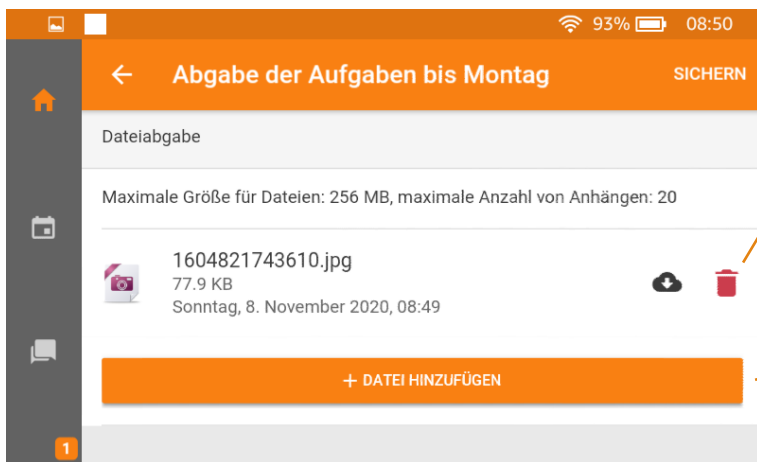 93% 08:50
Abgabe der Aufgaben bis Montag SICHERN
Dateiabgabe
Maximale Größe für Dateien: 256 MB, maximale Anzahl von Anhängen: 20
1604821743610.jpg
77.9 KB
Sonntag, 8. November 2020, 08:49
+ DATEI HINZUFÜGEN
1